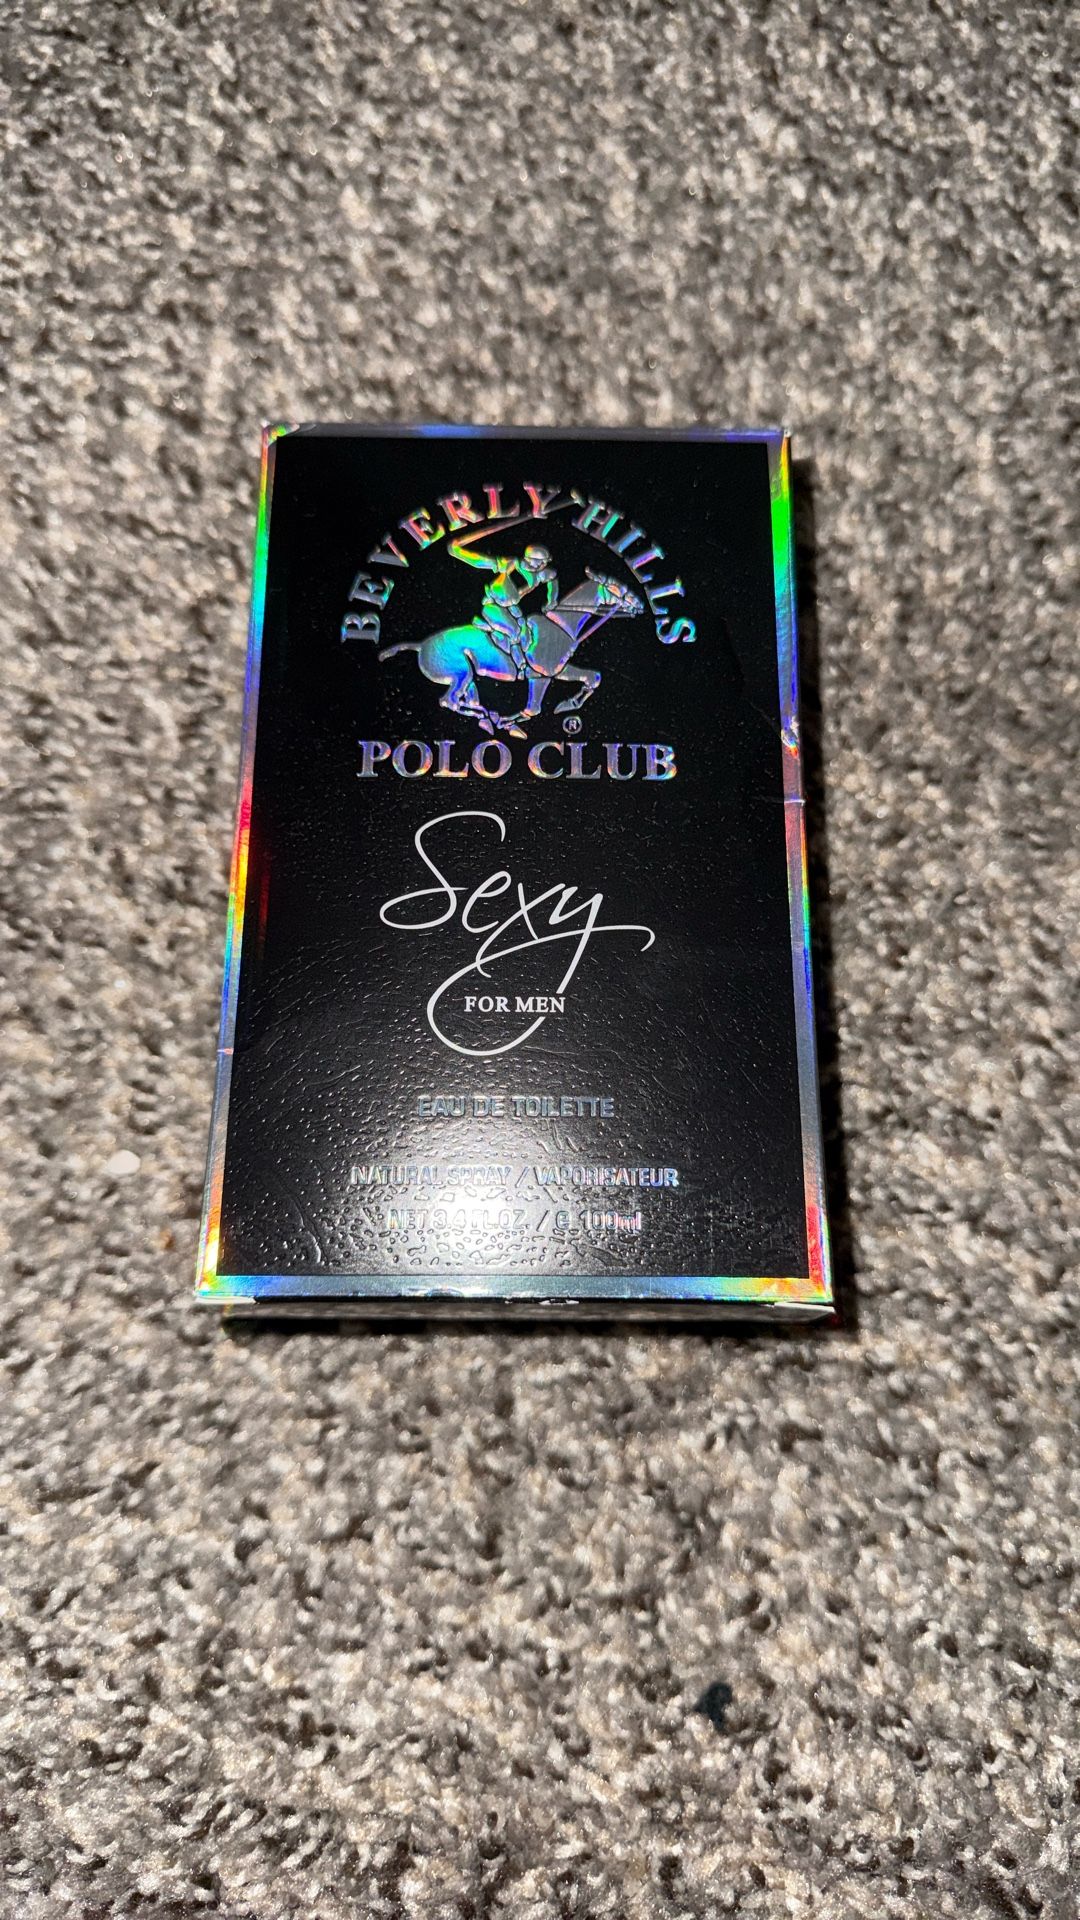 BEVERLY HILLS
®
POLO CLUB
Sexy
FOR MEN
EAU DE TOILETTE
NATURAL SPRAY / VAPORISATEUR
NET 3.4 FL.OZ. / e 100ml